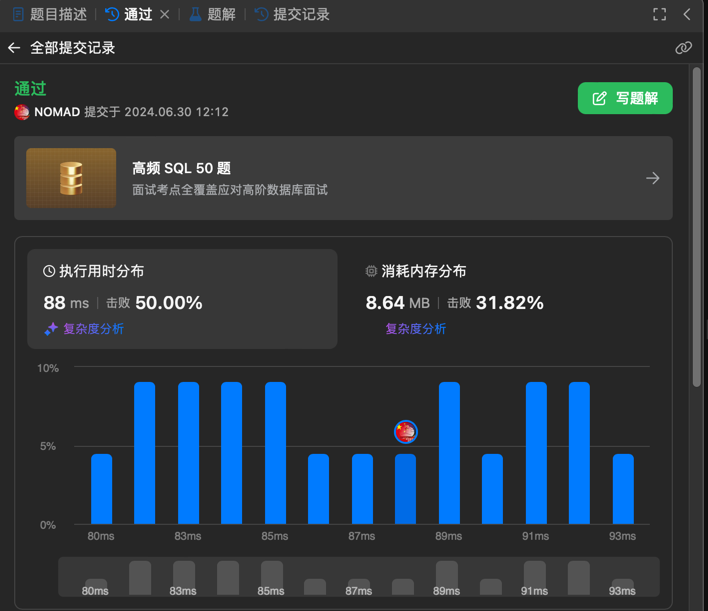 题目描述 通过 题解 提交记录
全部提交记录
通过
NOMAD 提交于 2024.06.30 12:12
写题解
高频 SQL 50 题
面试考点全覆盖应对高阶数据库面试
执行用时分布 消耗内存分布
88 ms 击败 50.00% 8.64 MB 击败 31.82%
复杂度分析 复杂度分析
10%
5%
0%
80ms 83ms 85ms 87ms 89ms 91ms 93ms
80ms 83ms 85ms 87ms 89ms 91ms 93ms